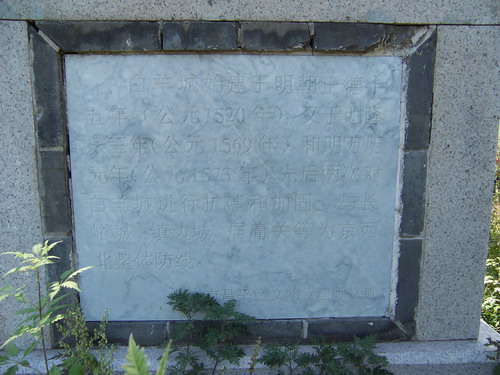 白羊城始建于明朝正德十
五年（公元1520年），又于明隆
庆三年（公元1569年）和明万历
元年（公元1573年）先后两次对
白羊城进行扩建和加固，与长
峪城、镇边城、居庸关等为京西
北整体防线。